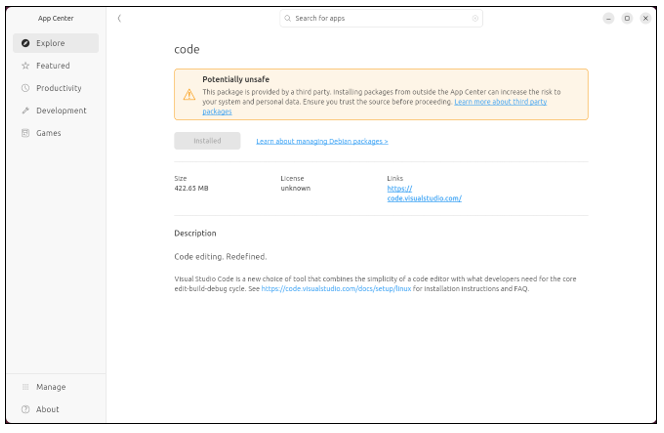 App Center
Search for apps
Explore
Featured
Productivity
Development
Games
Manage
About
code
Potentially unsafe
This package is provided by a third party. Installing packages from outside the App Center can increase the risk to
your system and personal data. Ensure you trust the source before proceeding. Learn more about third party
packages
Installed
Learn about managing Debian packages >
Size
422.65 MB
License
unknown
Links
https://
code.visualstudio.com/
Description
Code editing. Redefined.
Visual Studio Code is a new choice of tool that combines the simplicity of a code editor with what developers need for the core
edit-build-debug cycle. See https://code.visualstudio.com/docs/setup/linux for installation instructions and FAQ.